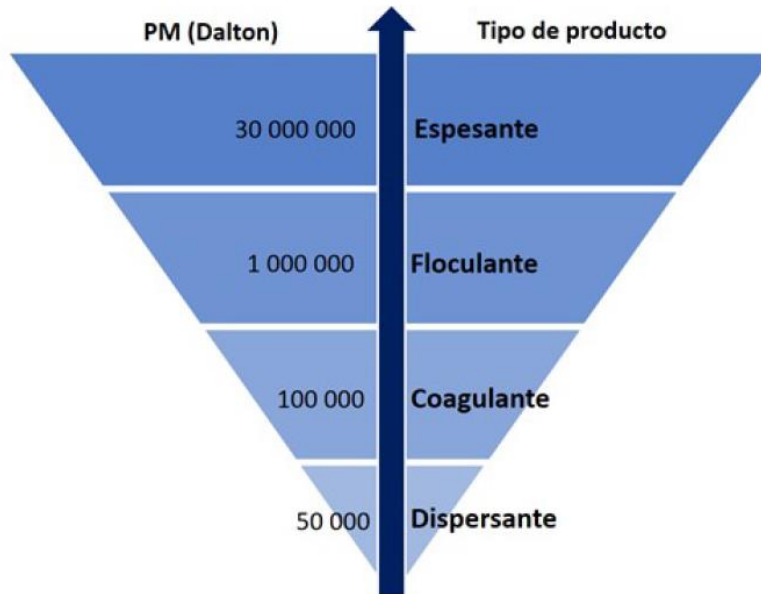 PM (Dalton) Tipo de producto
30 000 000 Espesante
1 000 000 Floculante
100 000 Coagulante
50 000 Dispersante